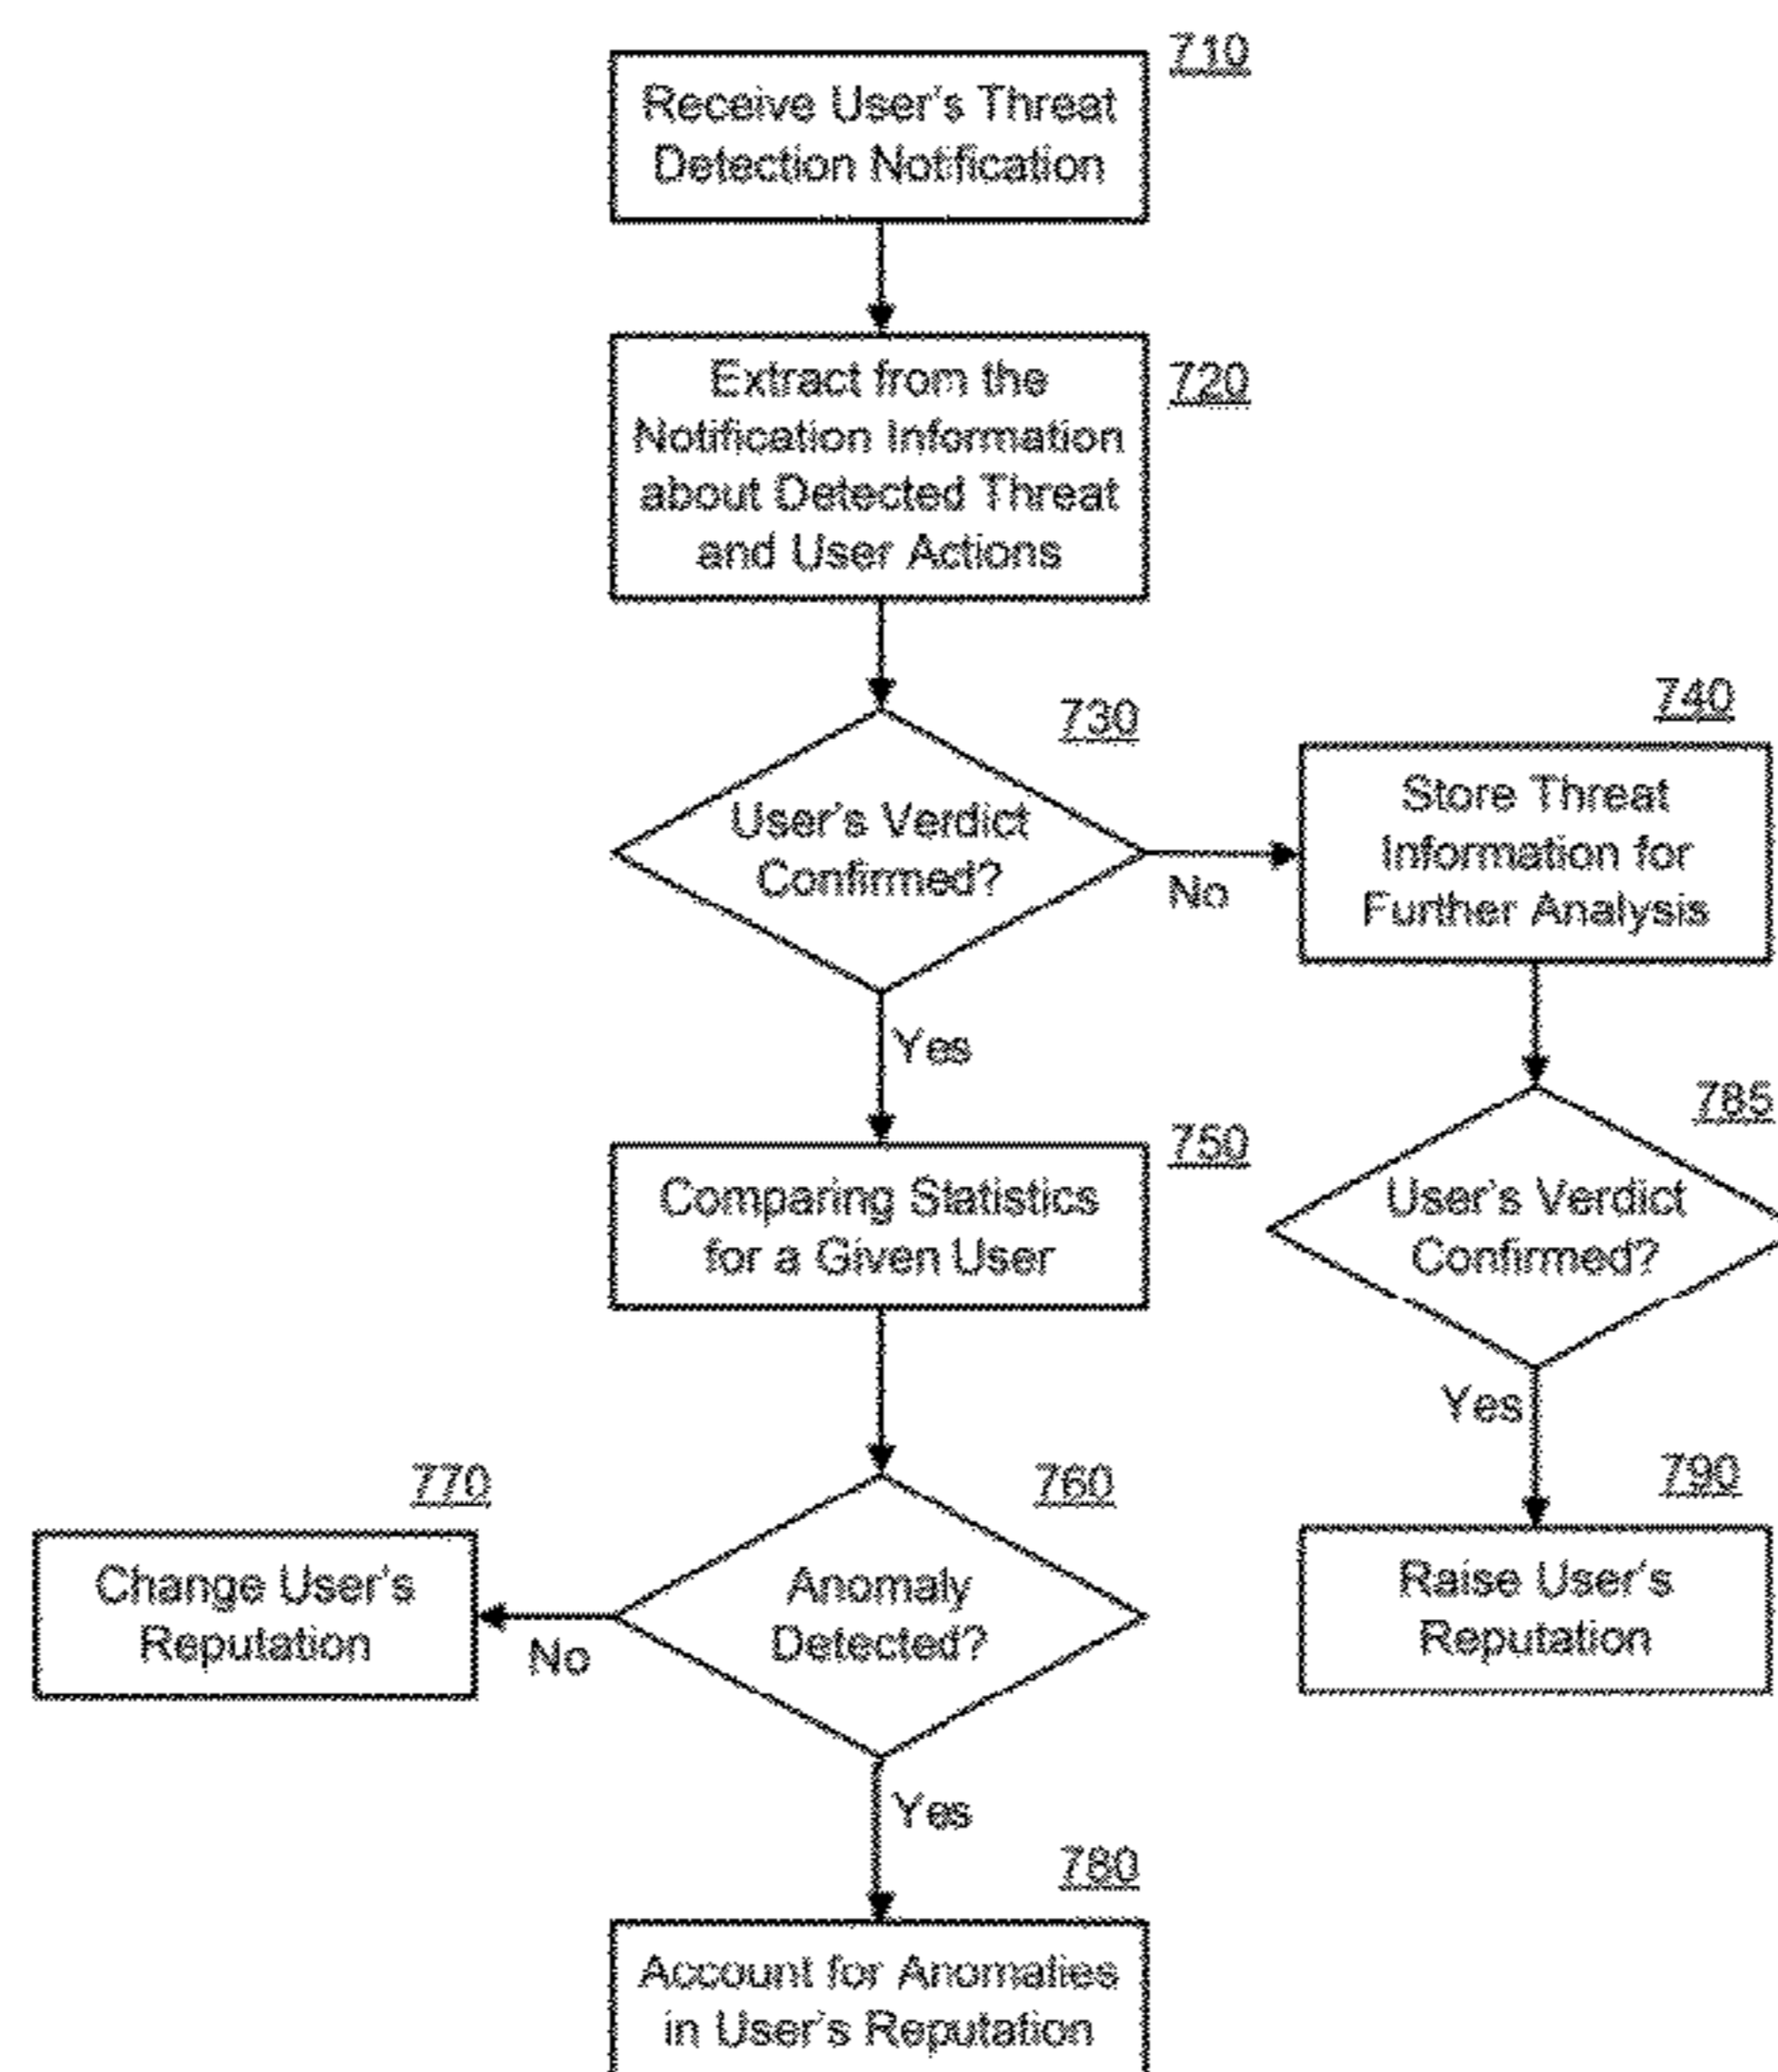 710
Receive User's Threat
Detection Notification
720
Extract from the
Notification Information
about Detected Threat
and User Actions
730
User's Verdict
Confirmed?
No
740
Store Threat
Information for
Further Analysis
Yes
750
Comparing Statistics
for a Given User
785
User's Verdict
Confirmed?
Yes
790
Raise User's
Reputation
760
Anomaly
Detected?
No
770
Change User's
Reputation
Yes
780
Account for Anomalies
in User's Reputation